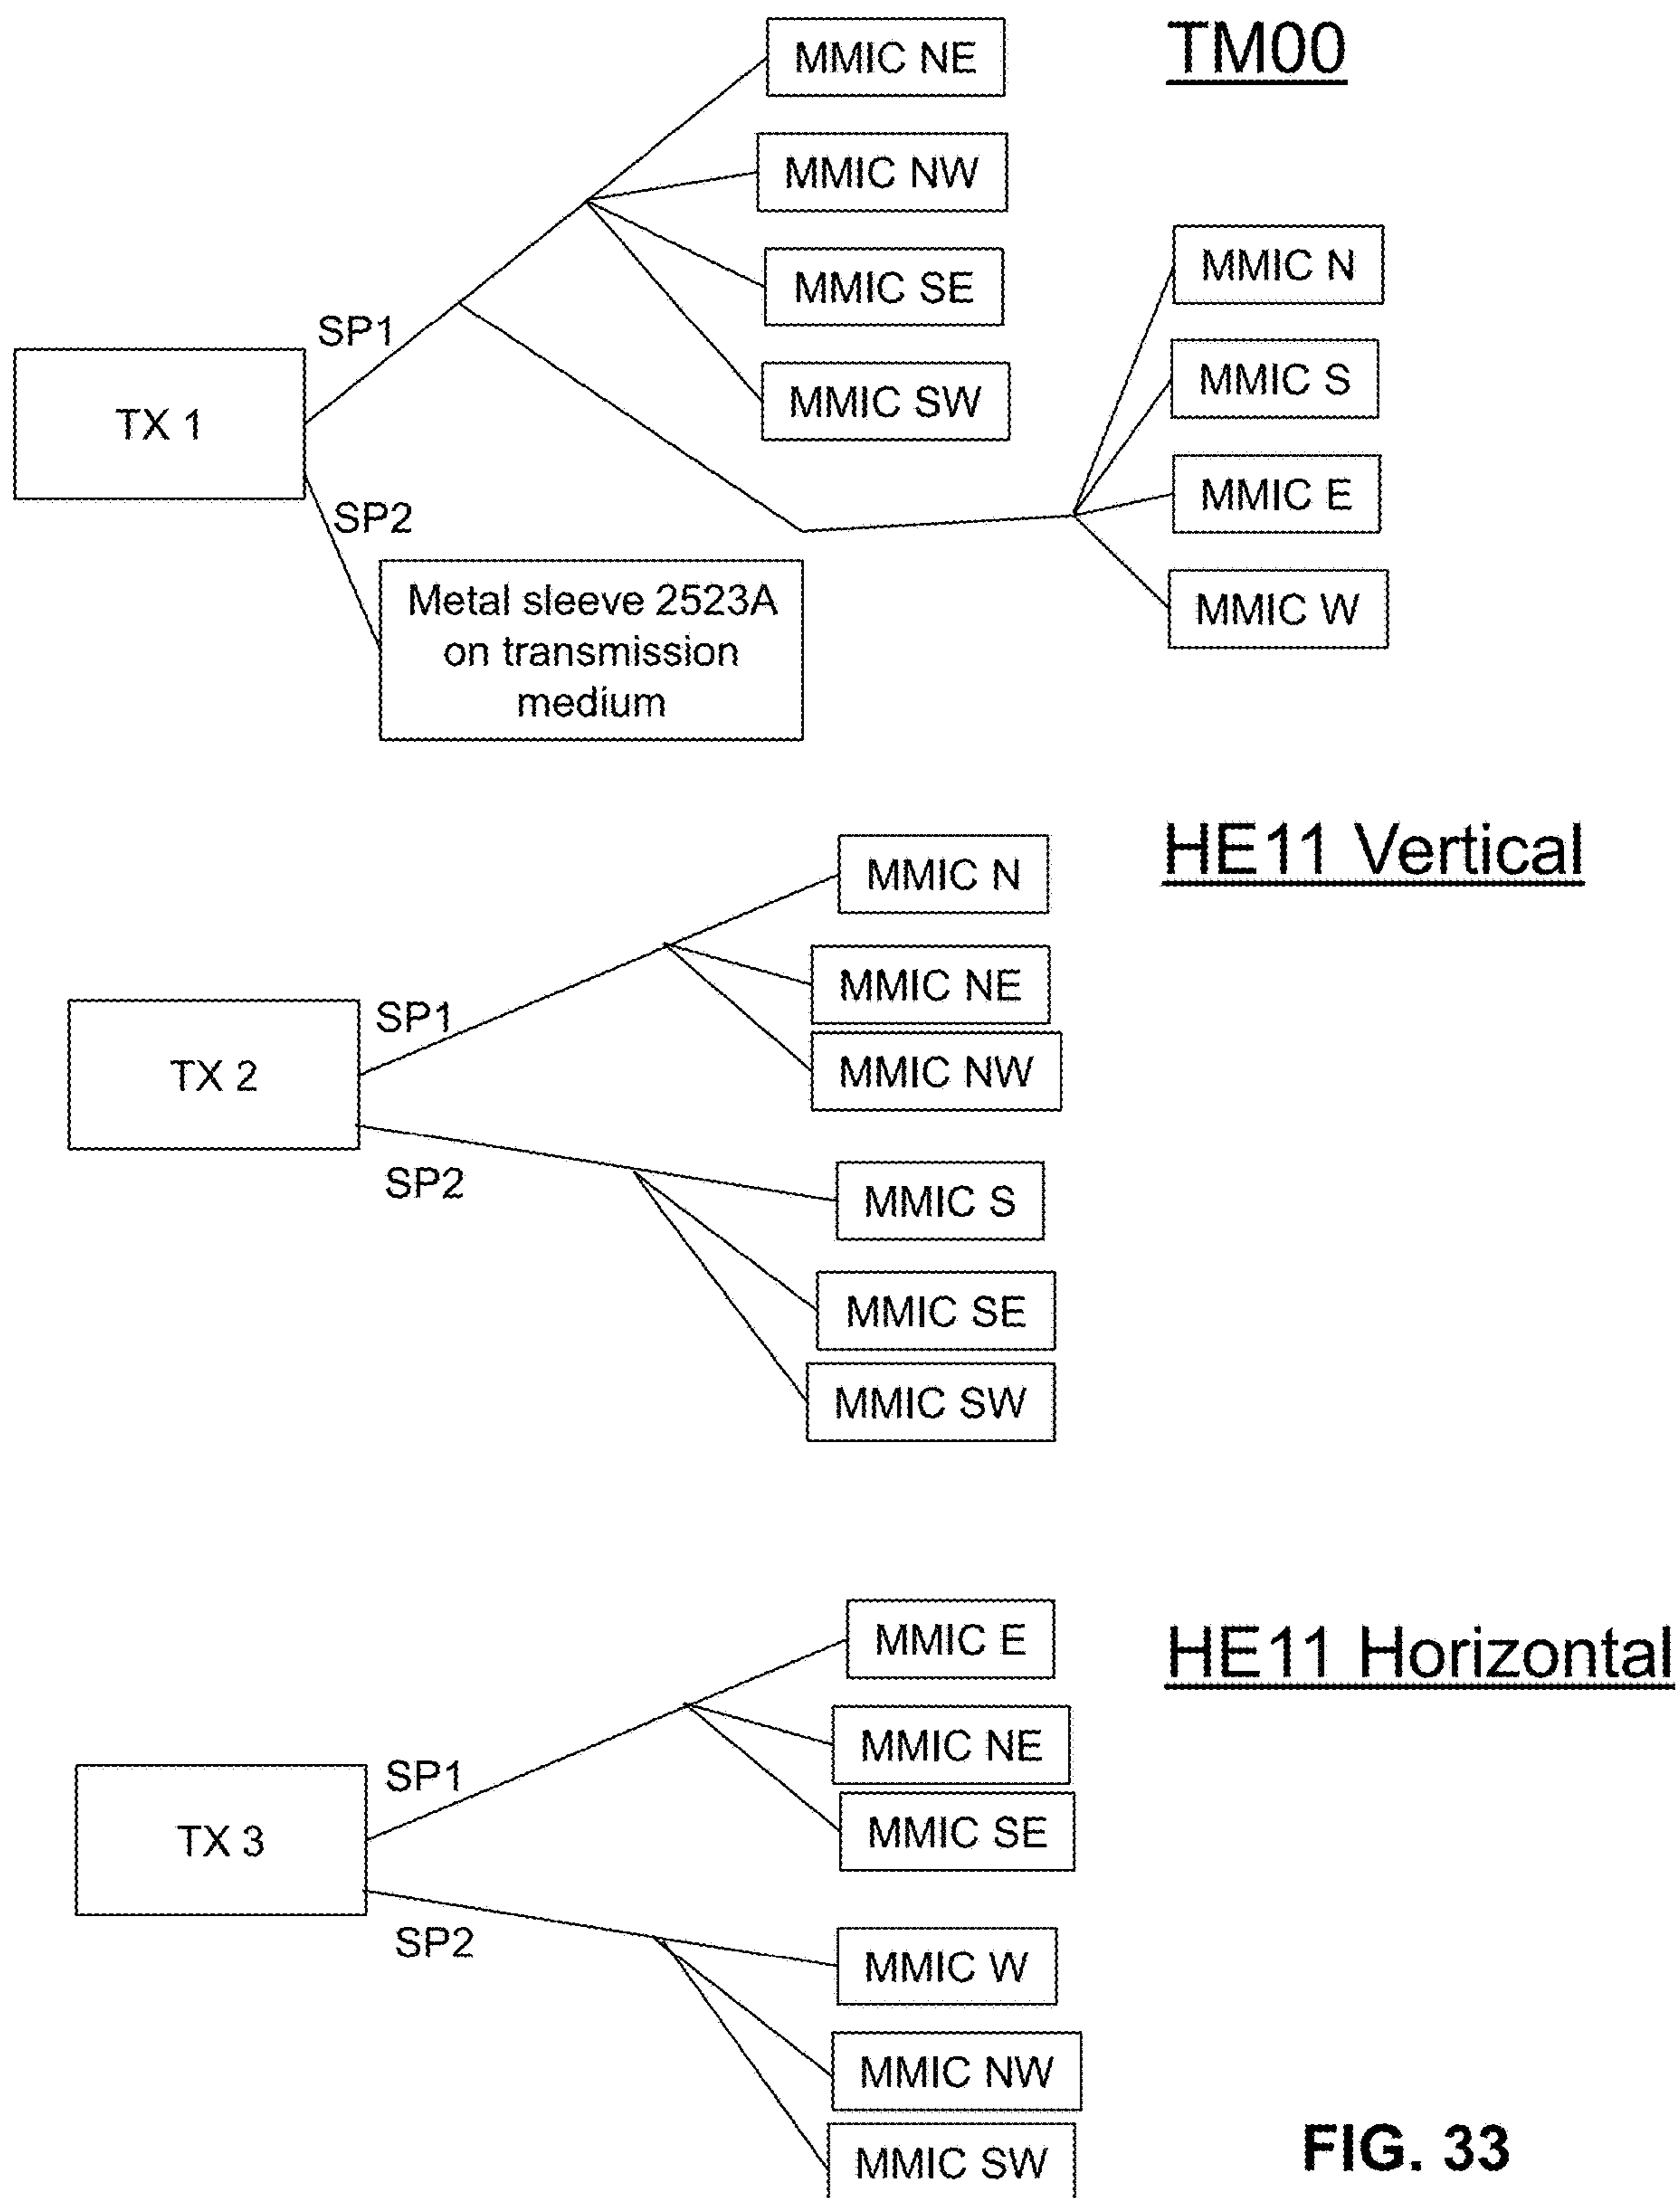 TM00
MMIC NE
MMIC NW
MMIC SE
MMIC SW
MMIC N
MMIC S
MMIC E
MMIC W
SP1
TX 1
SP2
Metal sleeve 2523A
on transmission
medium
HE11 Vertical
MMIC N
MMIC NE
MMIC NW
SP1
TX 2
SP2
MMIC S
MMIC SE
MMIC SW
HE11 Horizontal
MMIC E
MMIC NE
MMIC SE
SP1
TX 3
SP2
MMIC W
MMIC NW
MMIC SW
FIG. 33